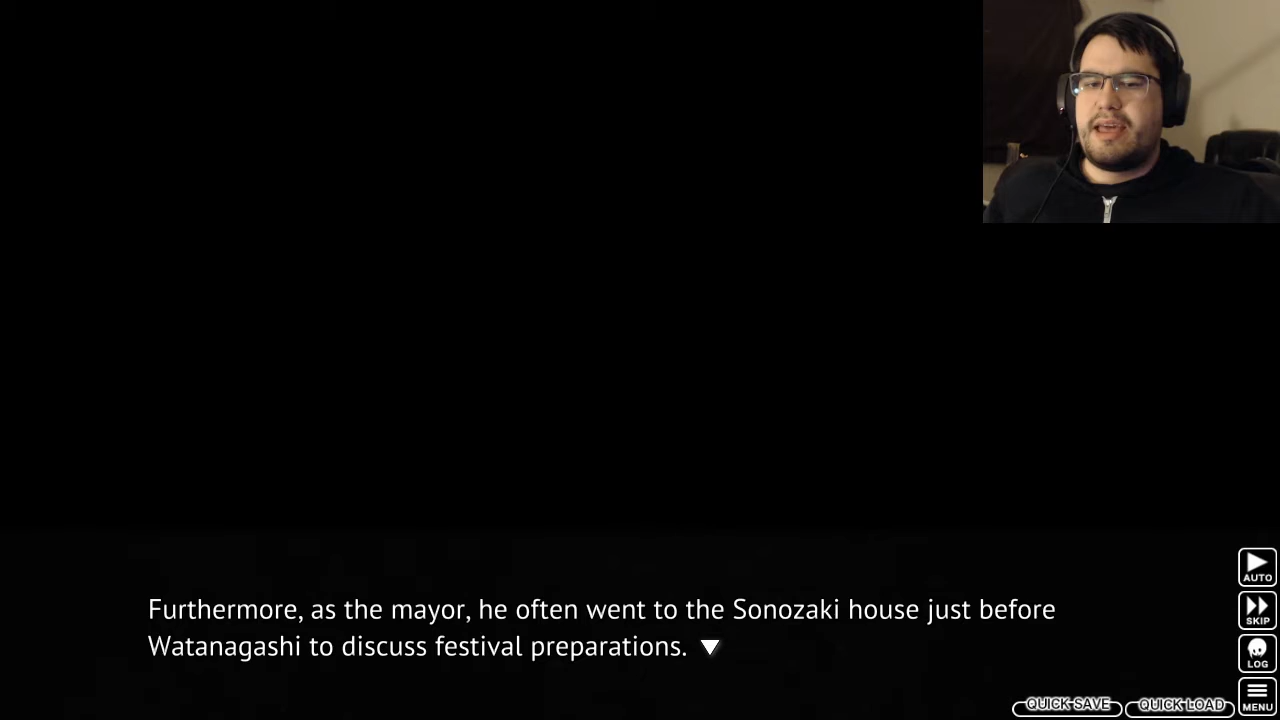 Furthermore, as the mayor, he often went to the Sonozaki house just before
Watanagashi to discuss festival preparations.
AUTO
SKIP
LOG
MENU
QUICK SAVE
QUICK LOAD